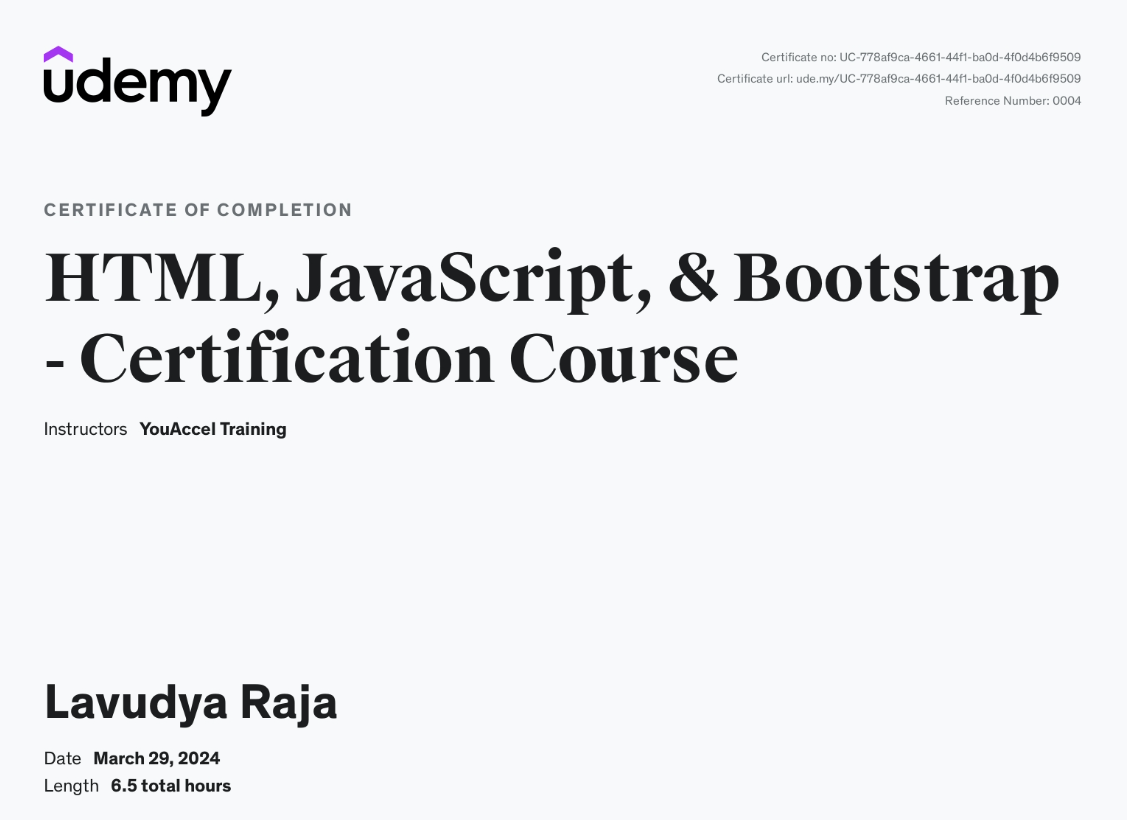 udemy
Certificate no: UC-778af9ca-4661-44f1-ba0d-4f0d4b6f9509
Certificate url: ude.my/UC-778af9ca-4661-44f1-ba0d-4f0d4b6f9509
Reference Number: 0004
CERTIFICATE OF COMPLETION
HTML, JavaScript, & Bootstrap
- Certification Course
Instructors YouAccel Training
Lavudya Raja
Date March 29, 2024
Length 6.5 total hours